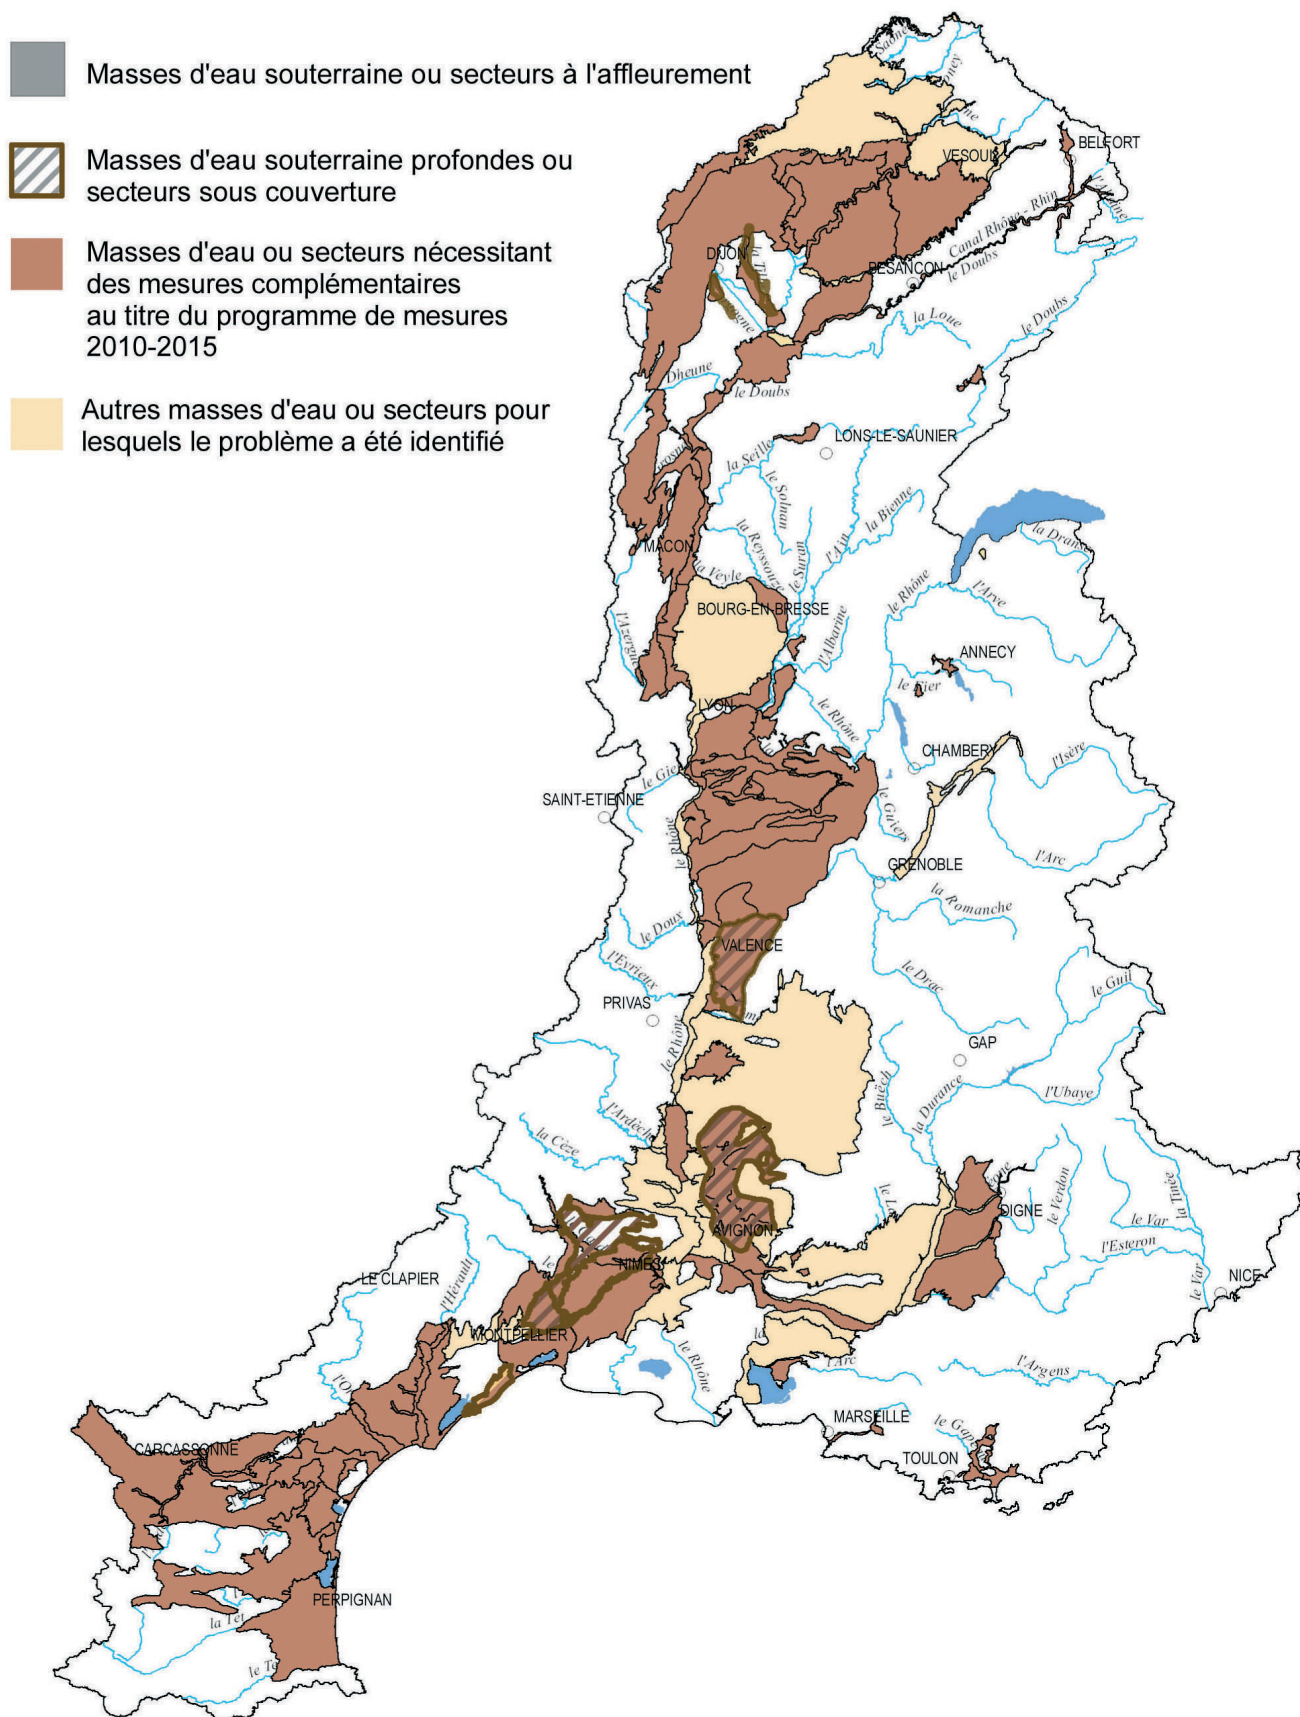 Masses d'eau souterraine ou secteurs à l'affleurement
Masses d'eau souterraine profondes ou
secteurs sous couverture
Masses d'eau ou secteurs nécessitant
des mesures complémentaires
au titre du programme de mesures
2010-2015
Autres masses d'eau ou secteurs pour
lesquels le problème a été identifié
Saône
VESOUL
BELFORT
Canal Rhône - Rhin
DIJON
BESANCON
le Doubs
la Loue
le Doubs
Dheune
le Doubs
LONS-LE-SAUNIER
la Seille
le Solnan
la Bienne
MACON
la Reyssouze
le Suran
l'Ain
la Veyle
la Dranse
BOURG-EN-BRESSE
le Rhône
l'Arve
l'Azergue
l'Albarine
ANNECY
le Fier
LYON
le Rhône
CHAMBERY
l'Isère
le Gier
SAINT-ETIENNE
le Guiers
le Rhône
l'Arc
GRENOBLE
la Romanche
le Doux
VALENCE
l'Eyrieux
le Drac
le Guil
PRIVAS
le Rhône
GAP
le Buëch
la Durance
l'Ubaye
l'Ardèche
la Cèze
le Verdon
la Tinée
DIGNE
le Var
AVIGNON
l'Esteron
NIMES
LE CLAPIER
l'Hérault
le Var
NICE
MONTPELLIER
la
le Rhône
l'Arc
l'Argens
MARSEILLE
le Gapeau
TOULON
CARCASSONNE
PERPIGNAN
la Têt
le Te